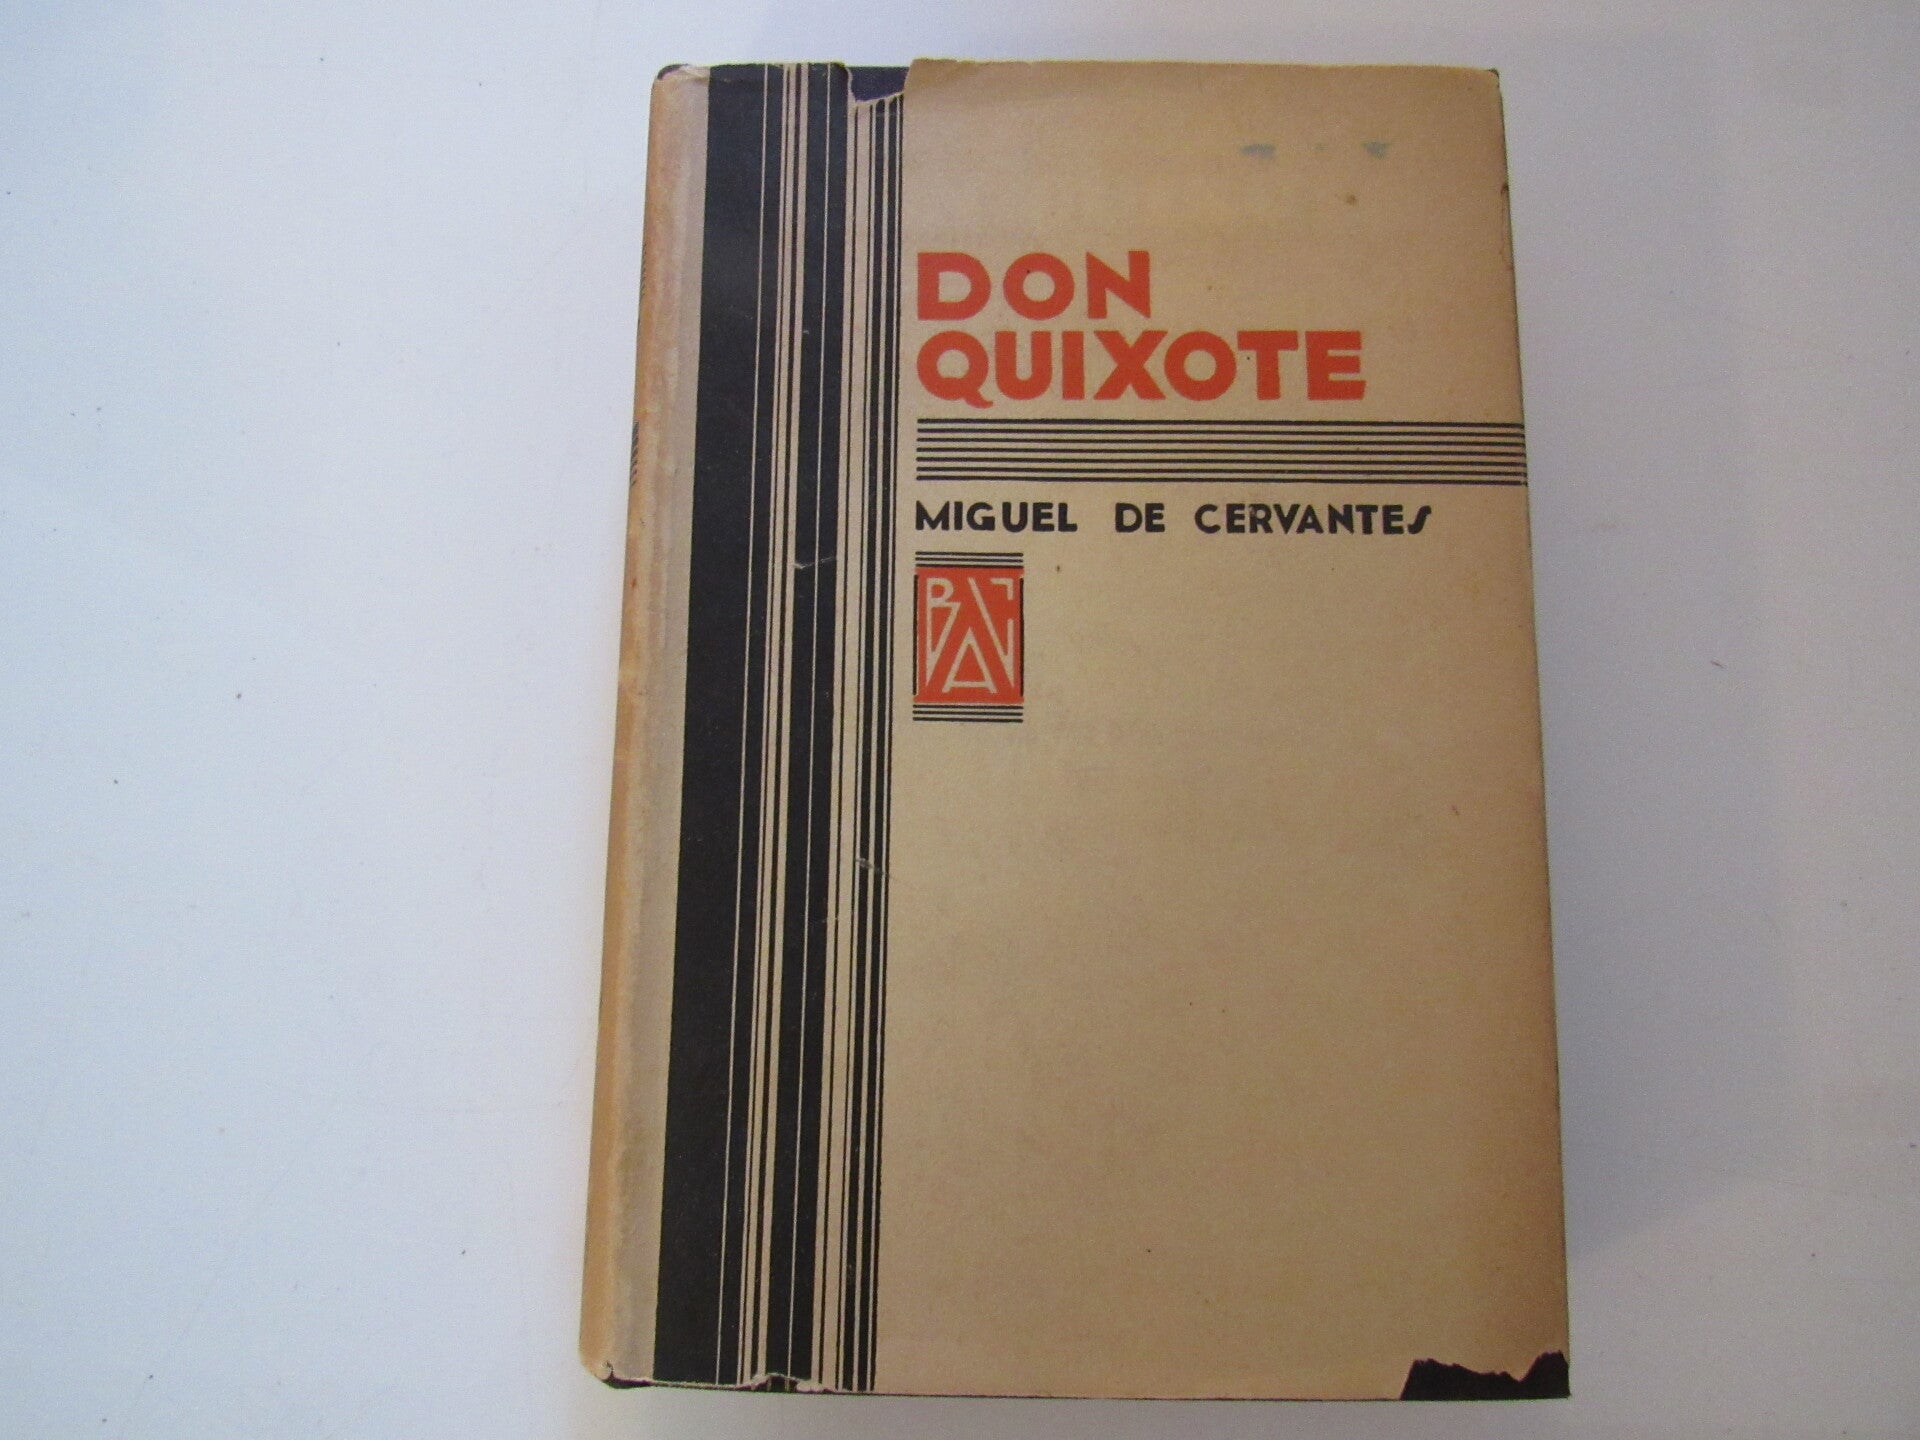 DON
QUIXOTE
MIGUEL DE CERVANTES